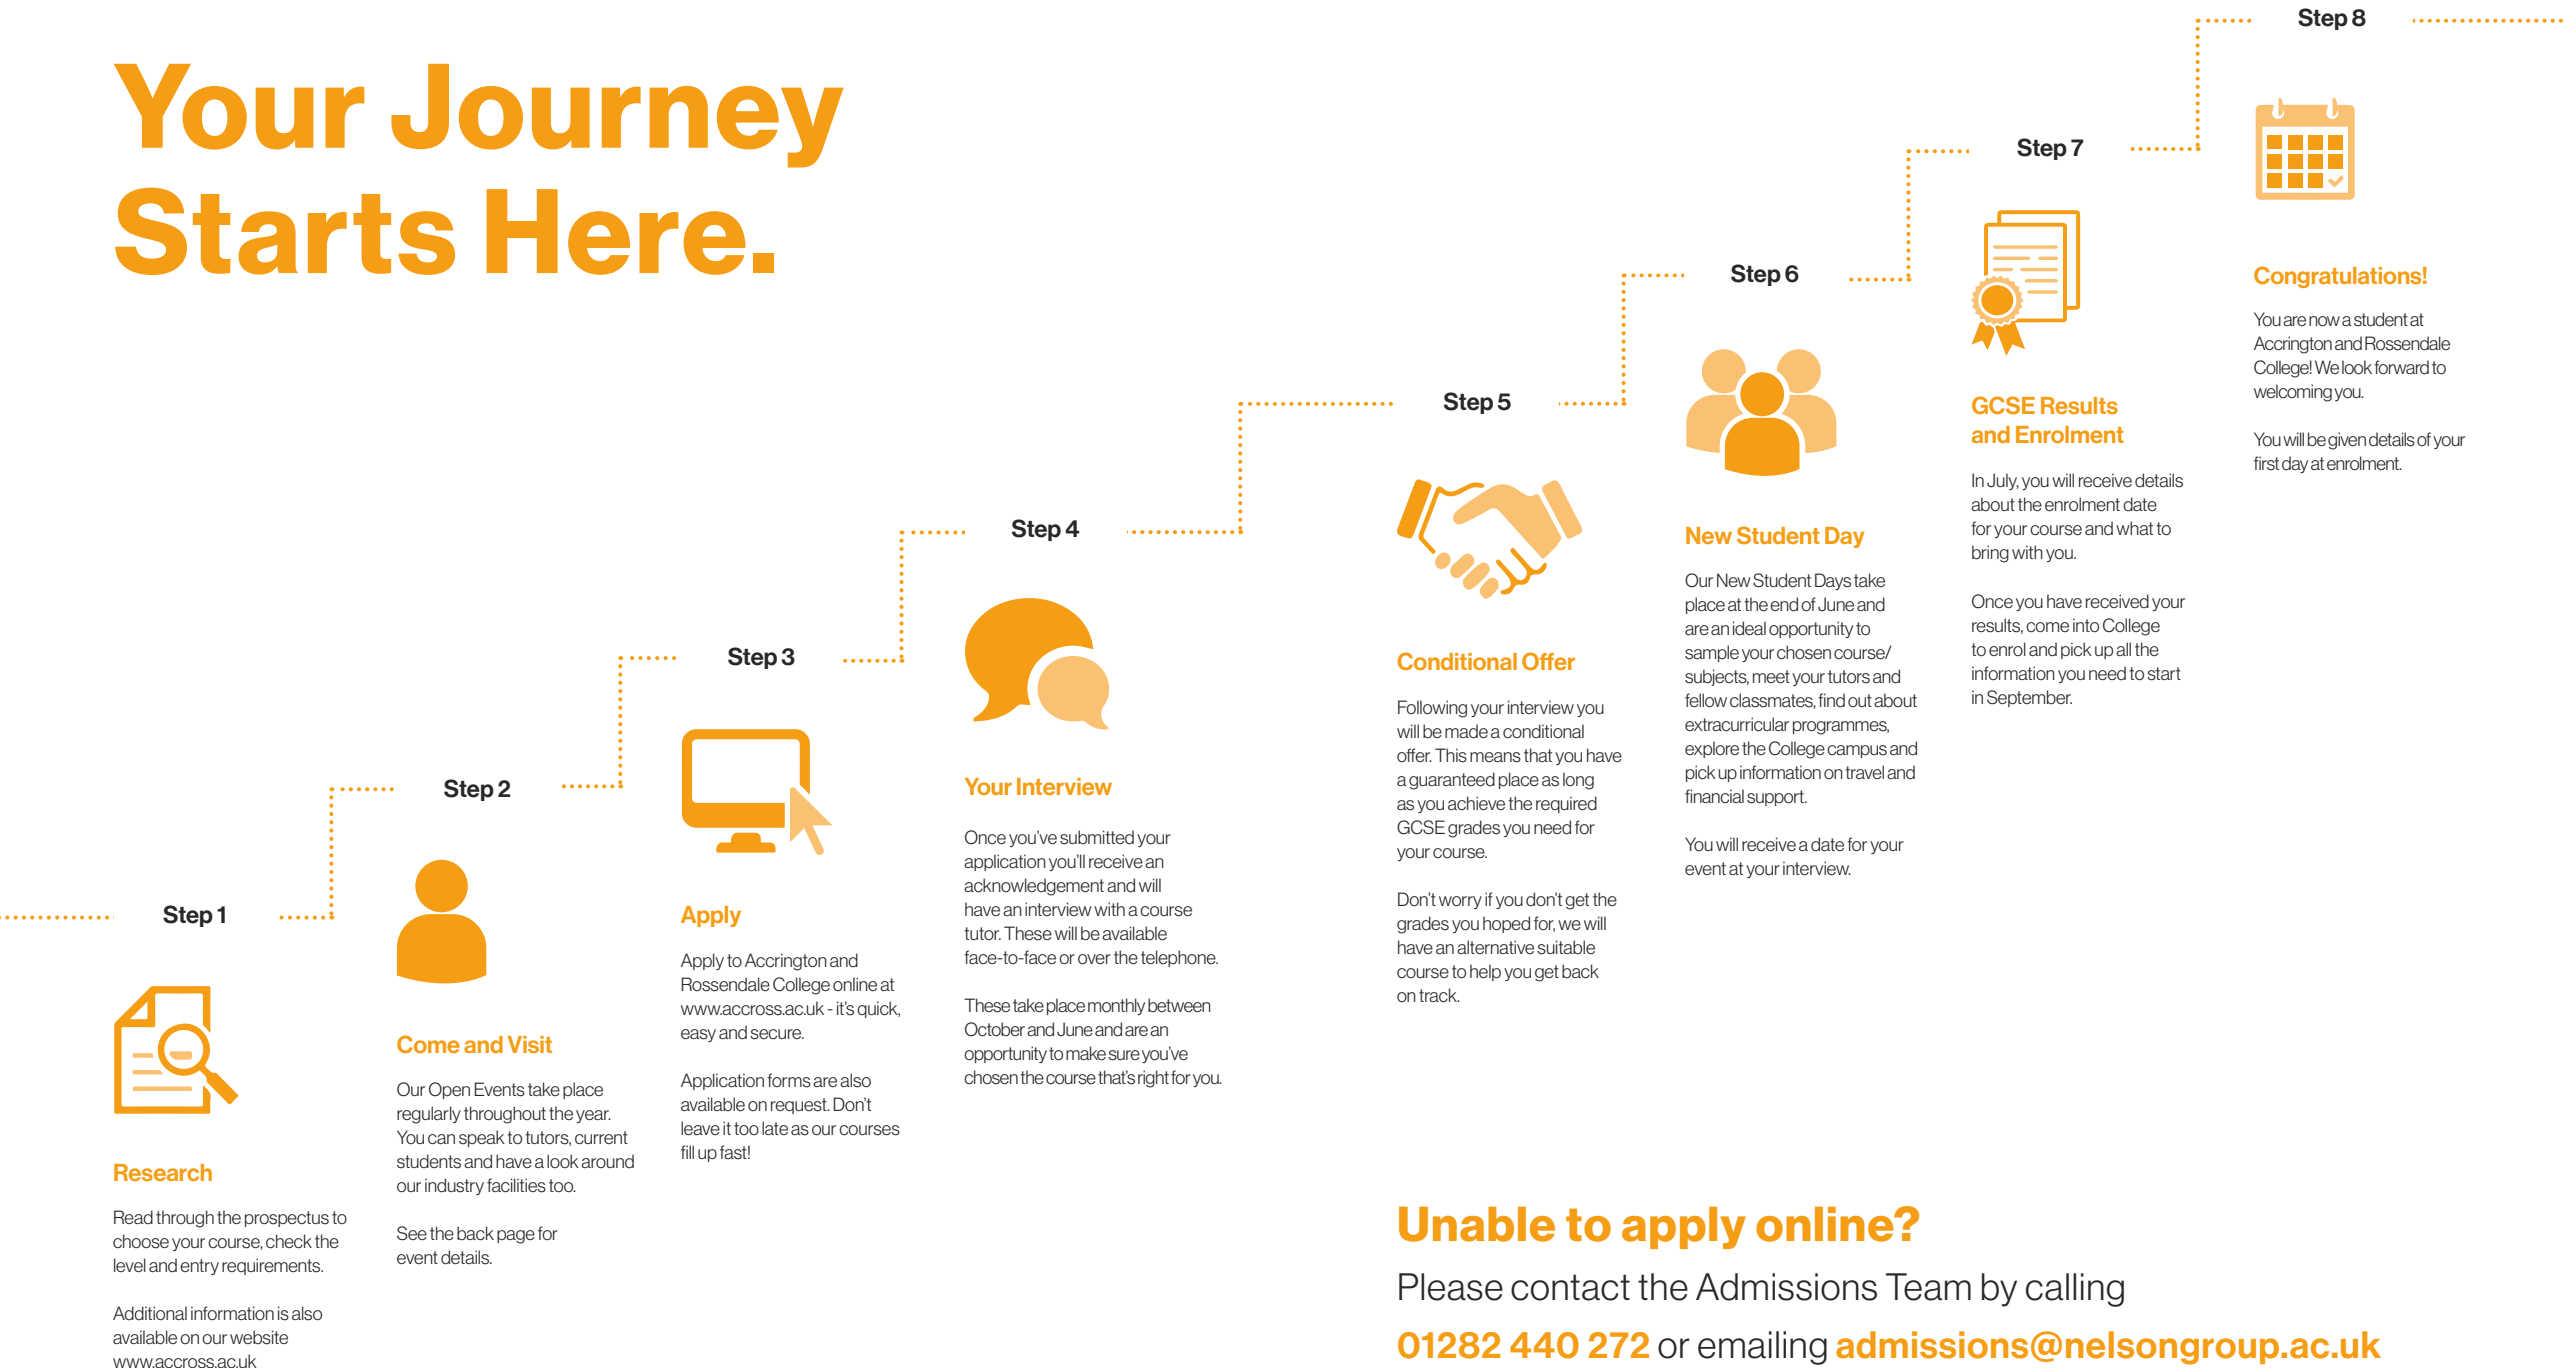 Your Journey
Starts Here.
Step 1
Research
Read through the prospectus to
choose your course, check the
level and entry requirements.
Additional information is also
available on our website
www.accross.ac.uk
Step 2
Come and Visit
Our Open Events take place
regularly throughout the year.
You can speak to tutors, current
students and have a look around
our industry facilities too.
See the back page for
event details.
Step 3
Apply
Apply to Accrington and
Rossendale College online at
www.accross.ac.uk - it's quick,
easy and secure.
Application forms are also
available on request. Don't
leave it too late as our courses
fill up fast!
Step 4
Your Interview
Once you've submitted your
application you'll receive an
acknowledgement and will
have an interview with a course
tutor. These will be available
face-to-face or over the telephone.
These take place monthly between
October and June and are an
opportunity to make sure you've
chosen the course that's right for you.
Step 5
Conditional Offer
Following your interview you
will be made a conditional
offer. This means that you have
a guaranteed place as long
as you achieve the required
GCSE grades you need for
your course.
Don't worry if you don't get the
grades you hoped for, we will
have an alternative suitable
course to help you get back
on track.
Step 6
New Student Day
Our New Student Days take
place at the end of June and
are an ideal opportunity to
sample your chosen course/
subjects, meet your tutors and
fellow classmates, find out about
extracurricular programmes,
explore the College campus and
pick up information on travel and
financial support.
You will receive a date for your
event at your interview.
Step 7
GCSE Results
and Enrolment
In July, you will receive details
about the enrolment date
for your course and what to
bring with you.
Once you have received your
results, come into College
to enrol and pick up all the
information you need to start
in September.
Step 8
Congratulations!
You are now a student at
Accrington and Rossendale
College! We look forward to
welcoming you.
You will be given details of your
first day at enrolment.
Unable to apply online?
Please contact the Admissions Team by calling
01282 440 272 or emailing admissions@nelsongroup.ac.uk